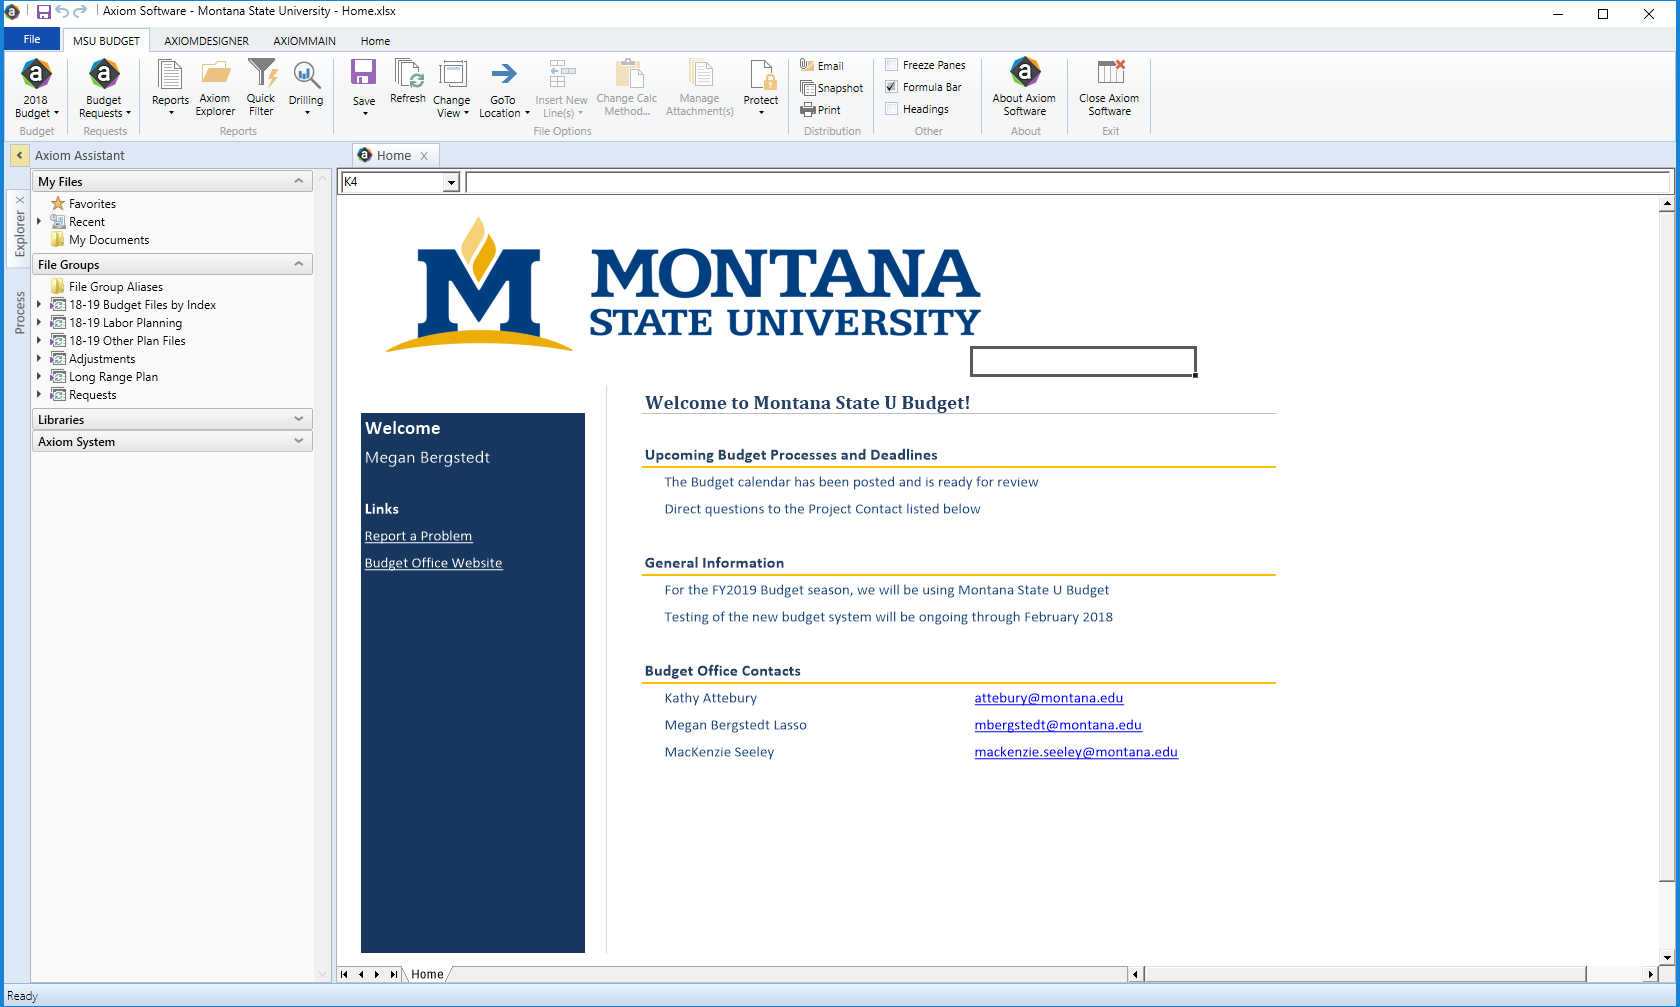 Axiom Software - Montana State University - Home.xlsx
File
MSU BUDGET
AXIOMDESIGNER
AXIOMMAIN
Home
2018 Budget
Budget Requests
Reports
Axiom Explorer
Quick Filter
Drilling
Save
Refresh
Change View
GoTo Location
Insert New Line(s)
Change Calc Method...
Manage Attachment(s)
Protect
Email
Snapshot
Print
Freeze Panes
Formula Bar
Headings
About Axiom Software
Close Axiom Software
Budget
Requests
Reports
File Options
Distribution
Other
About
Exit
Axiom Assistant
Home
Explorer
Process
My Files
Favorites
Recent
My Documents
File Groups
File Group Aliases
18-19 Budget Files by Index
18-19 Labor Planning
18-19 Other Plan Files
Adjustments
Long Range Plan
Requests
Libraries
Axiom System
K4
M
MONTANA
STATE UNIVERSITY
Welcome
Megan Bergstedt
Links
Report a Problem
Budget Office Website
Welcome to Montana State U Budget!
Upcoming Budget Processes and Deadlines
The Budget calendar has been posted and is ready for review
Direct questions to the Project Contact listed below
General Information
For the FY2019 Budget season, we will be using Montana State U Budget
Testing of the new budget system will be ongoing through February 2018
Budget Office Contacts
Kathy Attebury attebury@montana.edu
Megan Bergstedt Lasso mbergstedt@montana.edu
MacKenzie Seeley mackenzie.seeley@montana.edu
Home
Ready